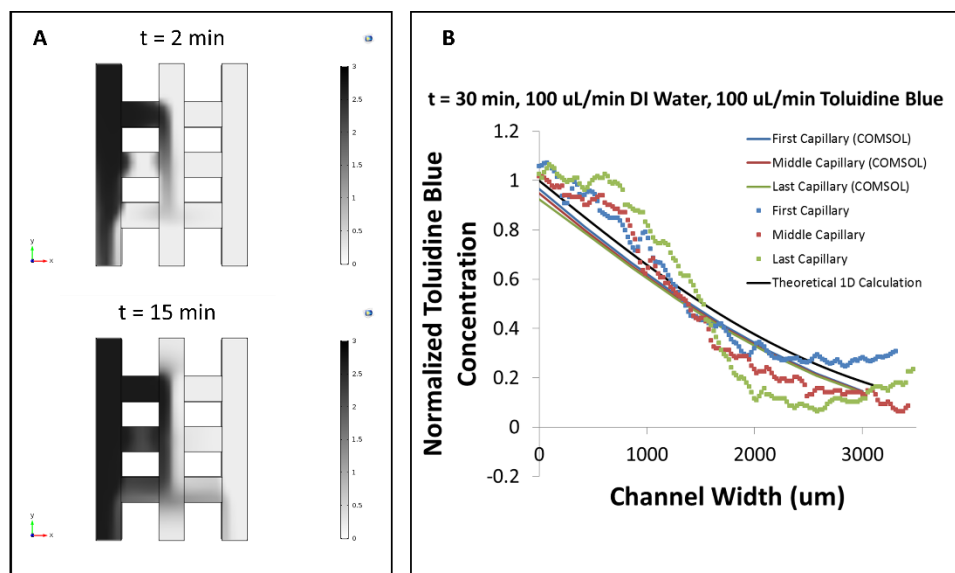 A
t = 2 min
3
2.5
2
1.5
1
0.5
0
y
x
t = 15 min
3
2.5
2
1.5
1
0.5
0
y
x
B
t = 30 min, 100 uL/min DI Water, 100 uL/min Toluidine Blue
Normalized Toluidine Blue
Concentration
1.2
1
0.8
0.6
0.4
0.2
0
-0.2
First Capillary (COMSOL)
Middle Capillary (COMSOL)
Last Capillary (COMSOL)
First Capillary
Middle Capillary
Last Capillary
Theoretical 1D Calculation
0 1000 2000 3000
Channel Width (um)